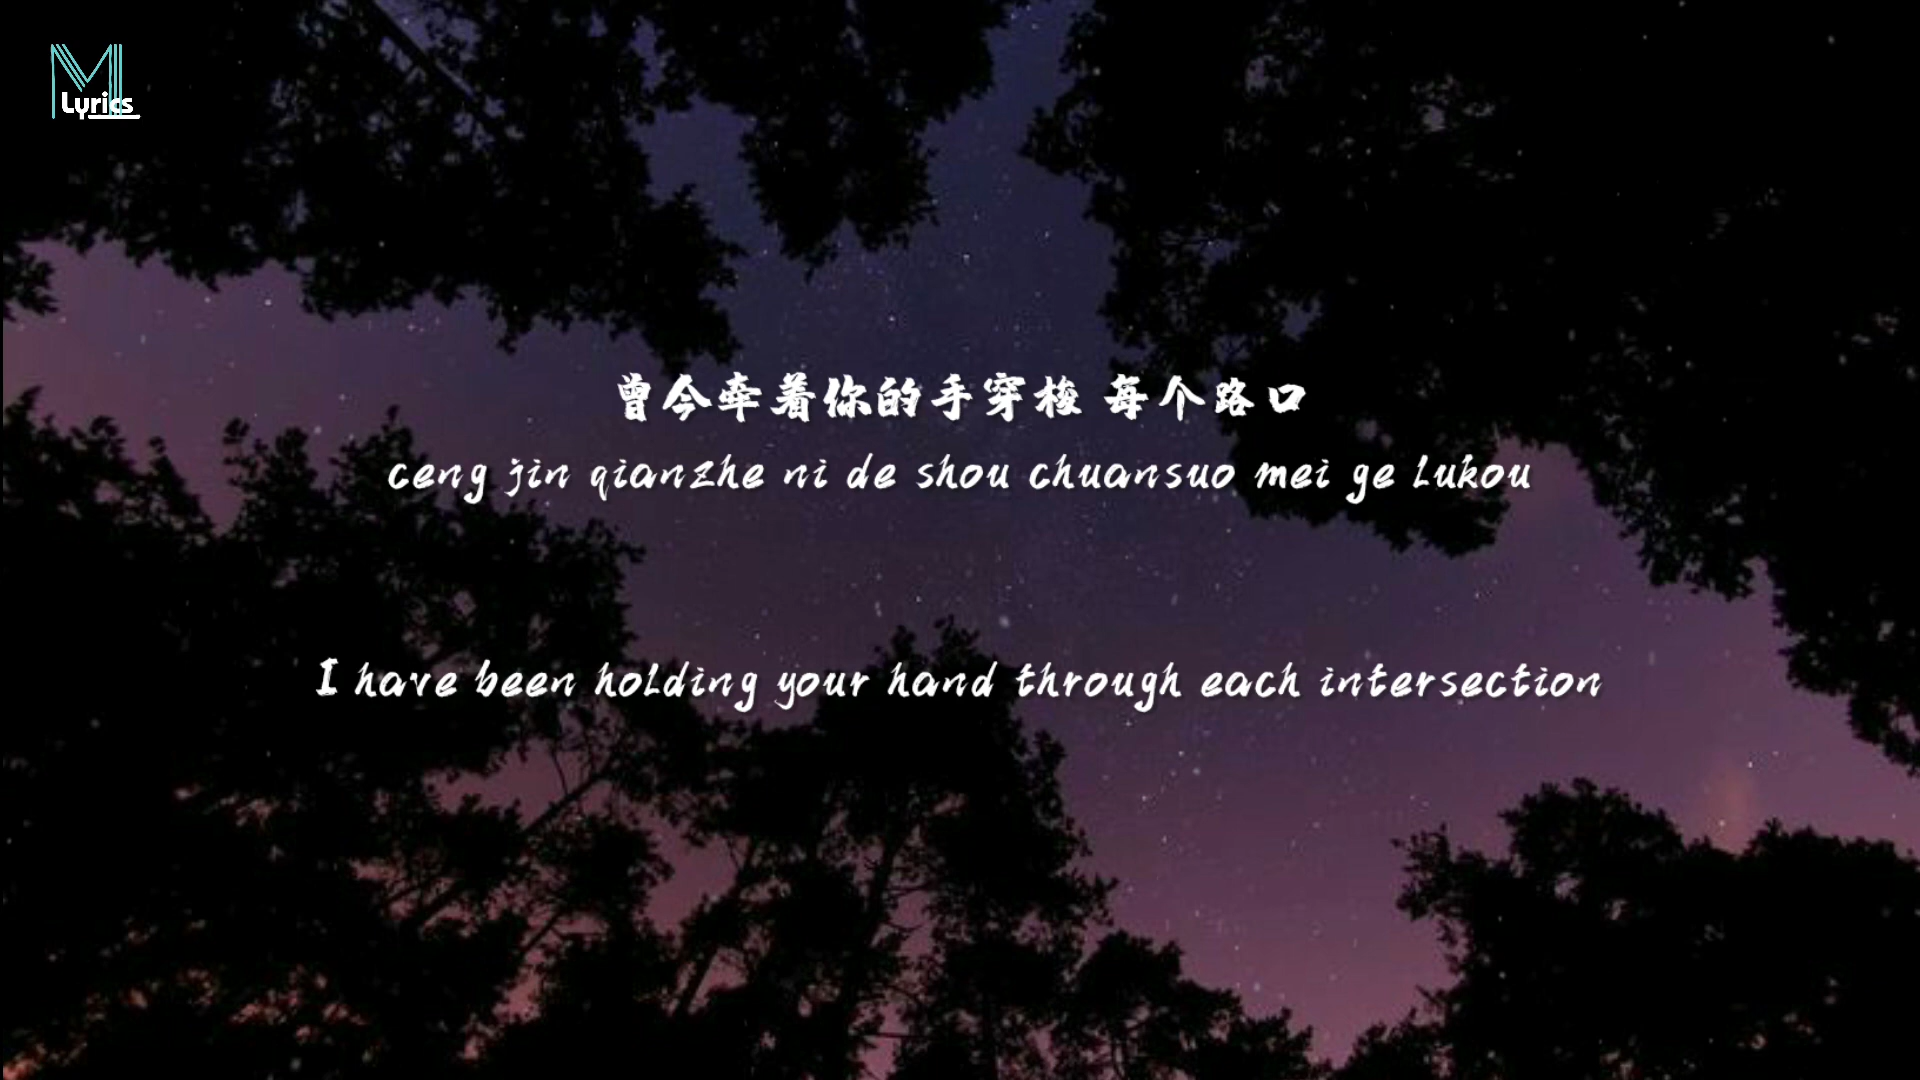 M
Lyrics
曾今牵着你的手穿梭 每个路口
ceng jin qianzhe ni de shou chuansuo mei ge lukou
I have been holding your hand through each intersection